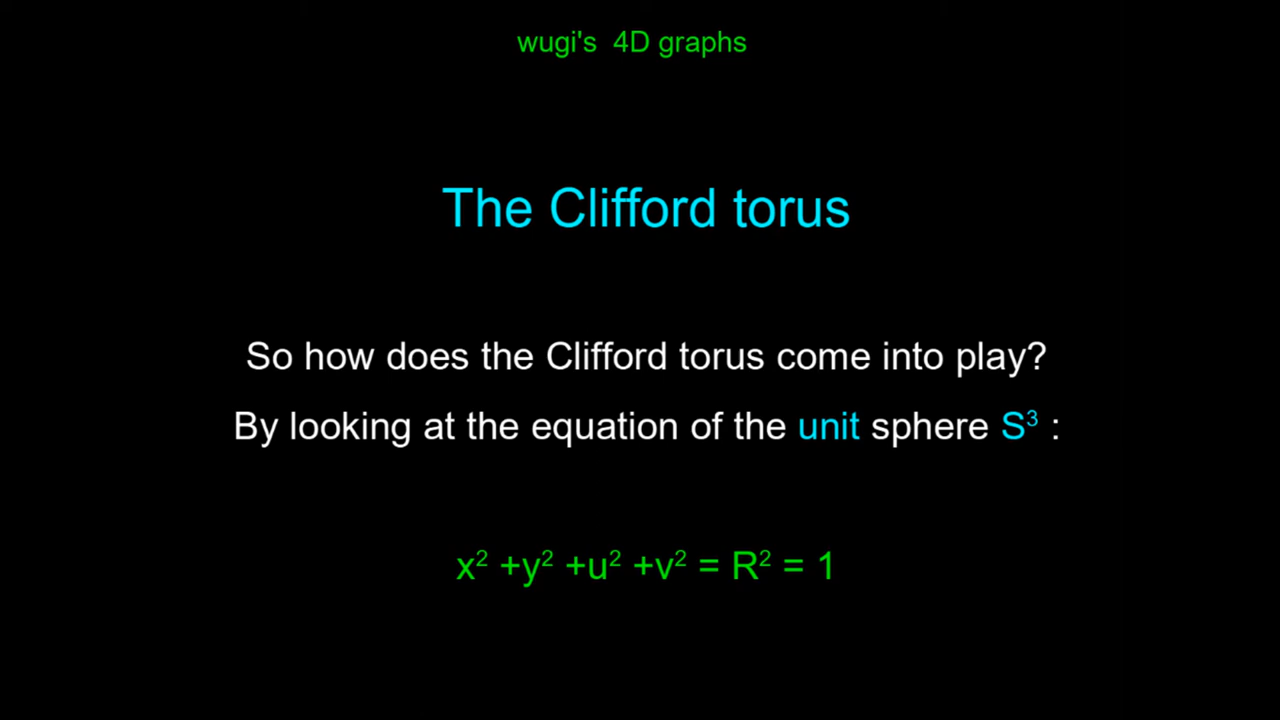 wugi's 4D graphs
The Clifford torus
So how does the Clifford torus come into play?
By looking at the equation of the unit sphere S³ :
x² +y² +u² +v² = R² = 1